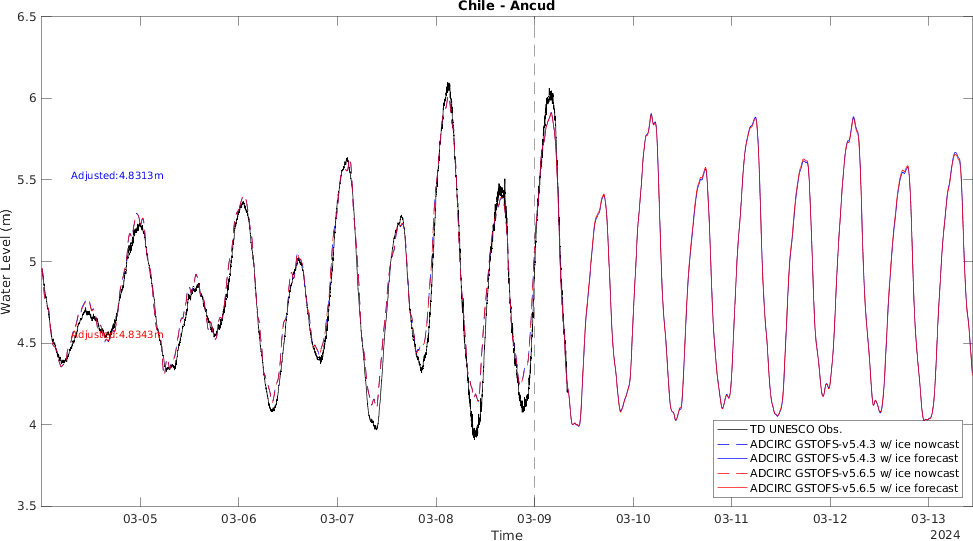 Chile - Ancud
6.5
6
5.5
5
4.5
4
3.5
Water Level (m)
Adjusted:4.8313m
Adjusted:4.8343m
TD UNESCO Obs.
ADCIRC GSTOFS-v5.4.3 w/ ice nowcast
ADCIRC GSTOFS-v5.4.3 w/ ice forecast
ADCIRC GSTOFS-v5.6.5 w/ ice nowcast
ADCIRC GSTOFS-v5.6.5 w/ ice forecast
03-05 03-06 03-07 03-08 03-09 03-10 03-11 03-12 03-13
Time
2024